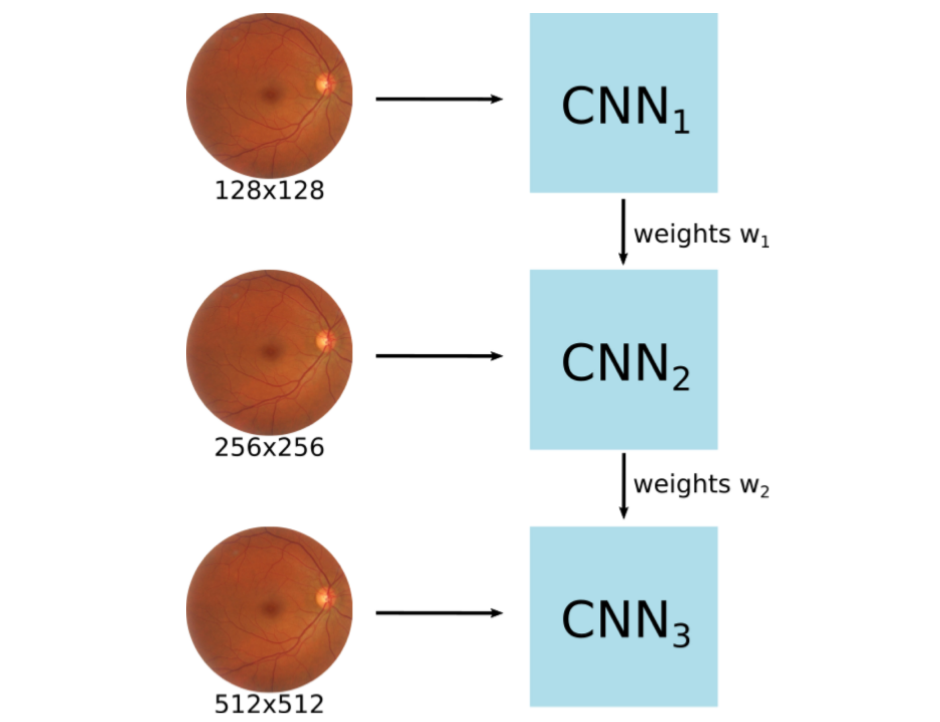 CNN₁
128x128
weights w₁
CNN₂
256x256
weights w₂
CNN₃
512x512